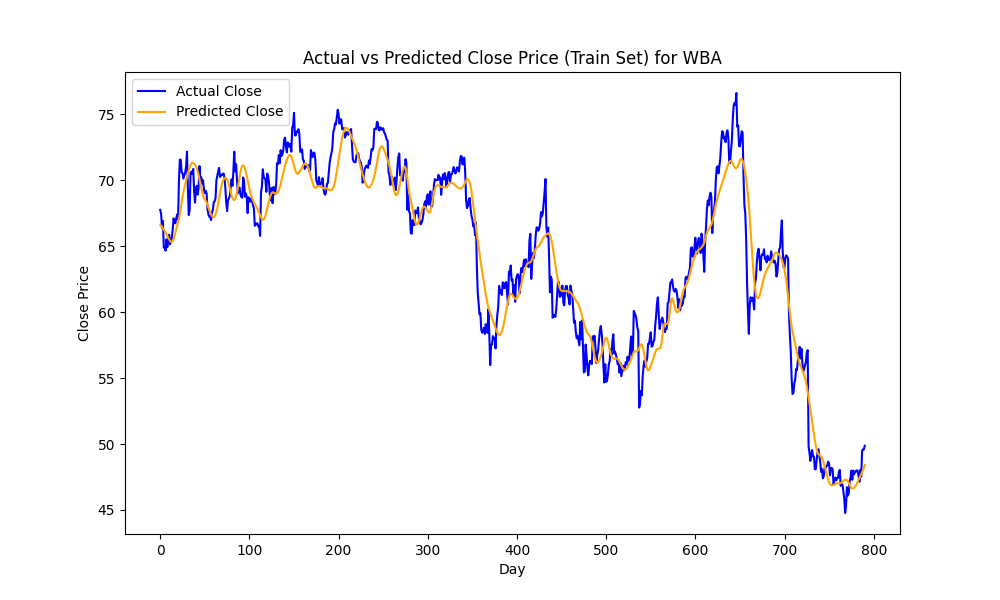 Actual vs Predicted Close Price (Train Set) for WBA
Actual Close
Predicted Close
75
70
65
60
55
50
45
Close Price
0 100 200 300 400 500 600 700 800
Day